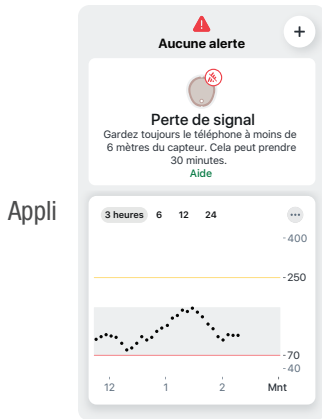 Aucune alerte
+
Perte de signal
Gardez toujours le téléphone à moins de
6 mètres du capteur. Cela peut prendre
30 minutes.
Aide
Appli
3 heures 6 12 24
400
250
70
40
12 1 2 Mnt